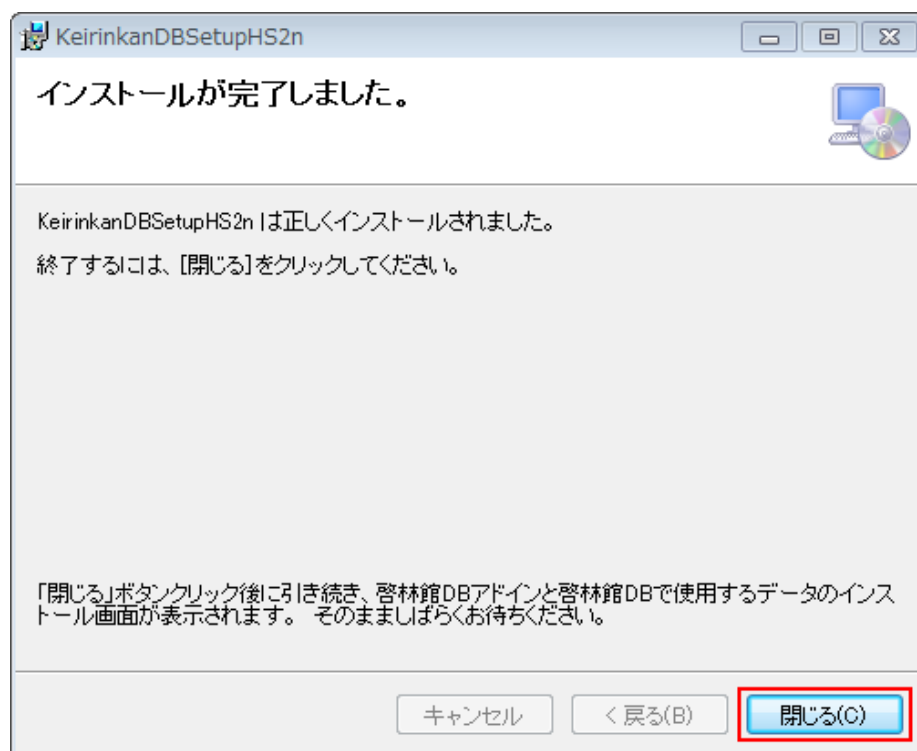 KeirinkanDBSetupHS2n
インストールが完了しました。
KeirinkanDBSetupHS2n は正しくインストールされました。
終了するには、[閉じる]をクリックしてください。
「閉じる」ボタンクリック後に引き続き、啓林館DBアドインと啓林館DBで使用するデータのインス
トール画面が表示されます。 そのまましばらくお待ちください。
キャンセル
< 戻る(B)
閉じる(C)